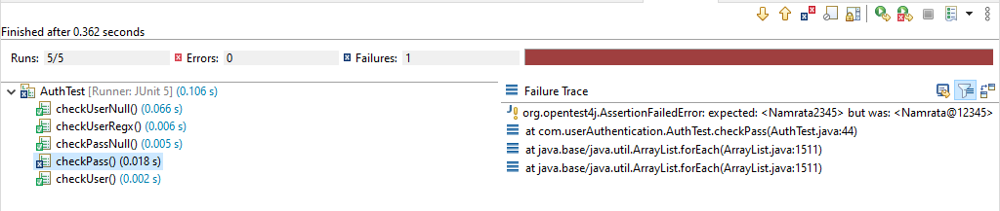 Finished after 0.362 seconds
Runs: 5/5 Errors: 0 Failures: 1
AuthTest [Runner: JUnit 5] (0.106 s)
checkUserNull() (0.066 s)
checkUserRegx() (0.006 s)
checkPassNull() (0.005 s)
checkPass() (0.018 s)
checkUser() (0.002 s)
Failure Trace
org.opentest4j.AssertionFailedError: expected: <Namrata2345> but was: <Namrata@12345>
at com.userAuthentication.AuthTest.checkPass(AuthTest.java:44)
at java.base/java.util.ArrayList.forEach(ArrayList.java:1511)
at java.base/java.util.ArrayList.forEach(ArrayList.java:1511)